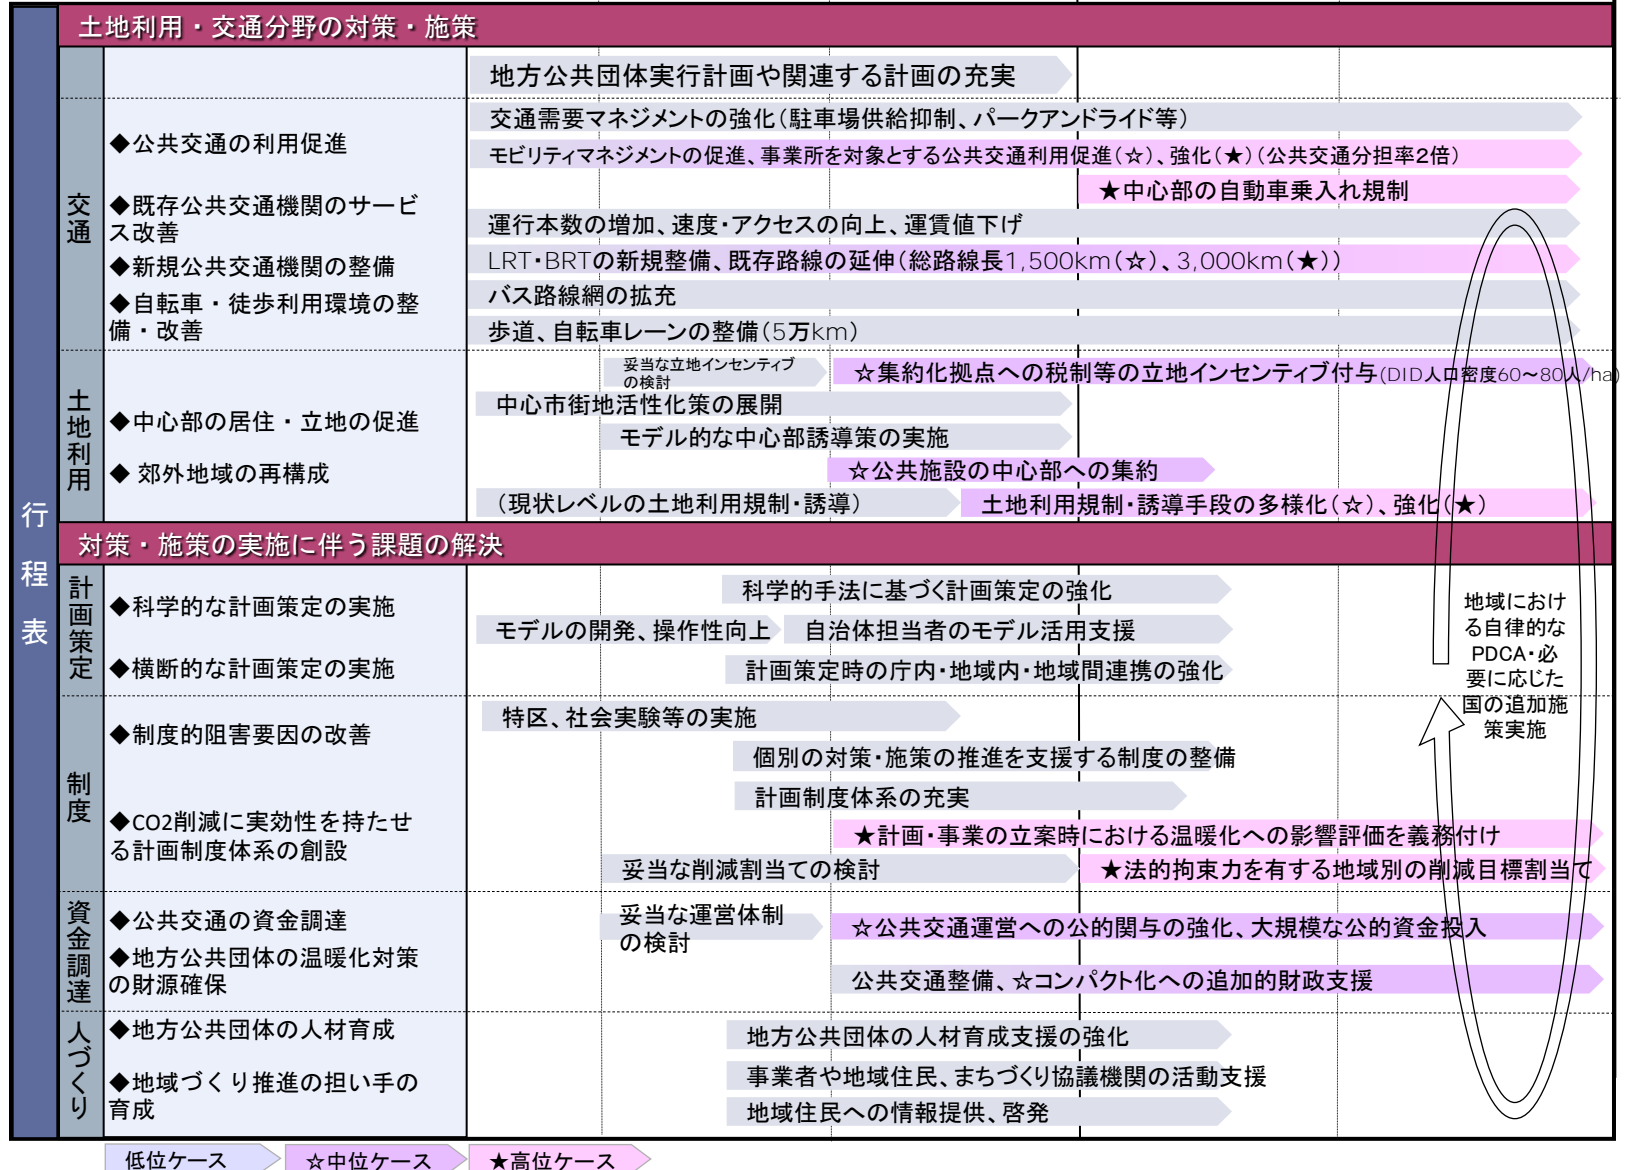 行程表
土地利用・交通分野の対策・施策
地方公共団体実行計画や関連する計画の充実
交通
◆公共交通の利用促進
◆既存公共交通機関のサービ
ス改善
◆新規公共交通機関の整備
◆自転車・徒歩利用環境の整
備・改善
交通需要マネジメントの強化(駐車場供給抑制、パークアンドライド等)
モビリティマネジメントの促進、事業所を対象とする公共交通利用促進(☆)、強化(★)(公共交通分担率2倍)
★中心部の自動車乗入れ規制
運行本数の増加、速度・アクセスの向上、運賃値下げ
LRT・BRTの新規整備、既存路線の延伸(総路線長1,500km(☆)、3,000km(★))
バス路線網の拡充
歩道、自転車レーンの整備(5万km)
土地利用
◆中心部の居住・立地の促進
◆ 郊外地域の再構成
妥当な立地インセンティブ
の検討
☆集約化拠点への税制等の立地インセンティブ付与(DID人口密度60~80人/ha)
中心市街地活性化策の展開
モデル的な中心部誘導策の実施
☆公共施設の中心部への集約
(現状レベルの土地利用規制・誘導)
土地利用規制・誘導手段の多様化(☆)、強化(★)
対策・施策の実施に伴う課題の解決
計画策定
◆科学的な計画策定の実施
◆横断的な計画策定の実施
科学的手法に基づく計画策定の強化
モデルの開発、操作性向上
自治体担当者のモデル活用支援
計画策定時の庁内・地域内・地域間連携の強化
地域におけ
る自律的な
PDCA・必
要に応じた
国の追加施
策実施
制度
◆制度的阻害要因の改善
◆CO2削減に実効性を持たせ
る計画制度体系の創設
特区、社会実験等の実施
個別の対策・施策の推進を支援する制度の整備
計画制度体系の充実
★計画・事業の立案時における温暖化への影響評価を義務付け
妥当な削減割当ての検討
★法的拘束力を有する地域別の削減目標割当て
資金調達
◆公共交通の資金調達
◆地方公共団体の温暖化対策
の財源確保
妥当な運営体制
の検討
☆公共交通運営への公的関与の強化、大規模な公的資金投入
公共交通整備、☆コンパクト化への追加的財政支援
人づくり
◆地方公共団体の人材育成
◆地域づくり推進の担い手の
育成
地方公共団体の人材育成支援の強化
事業者や地域住民、まちづくり協議機関の活動支援
地域住民への情報提供、啓発
低位ケース
☆中位ケース
★高位ケース